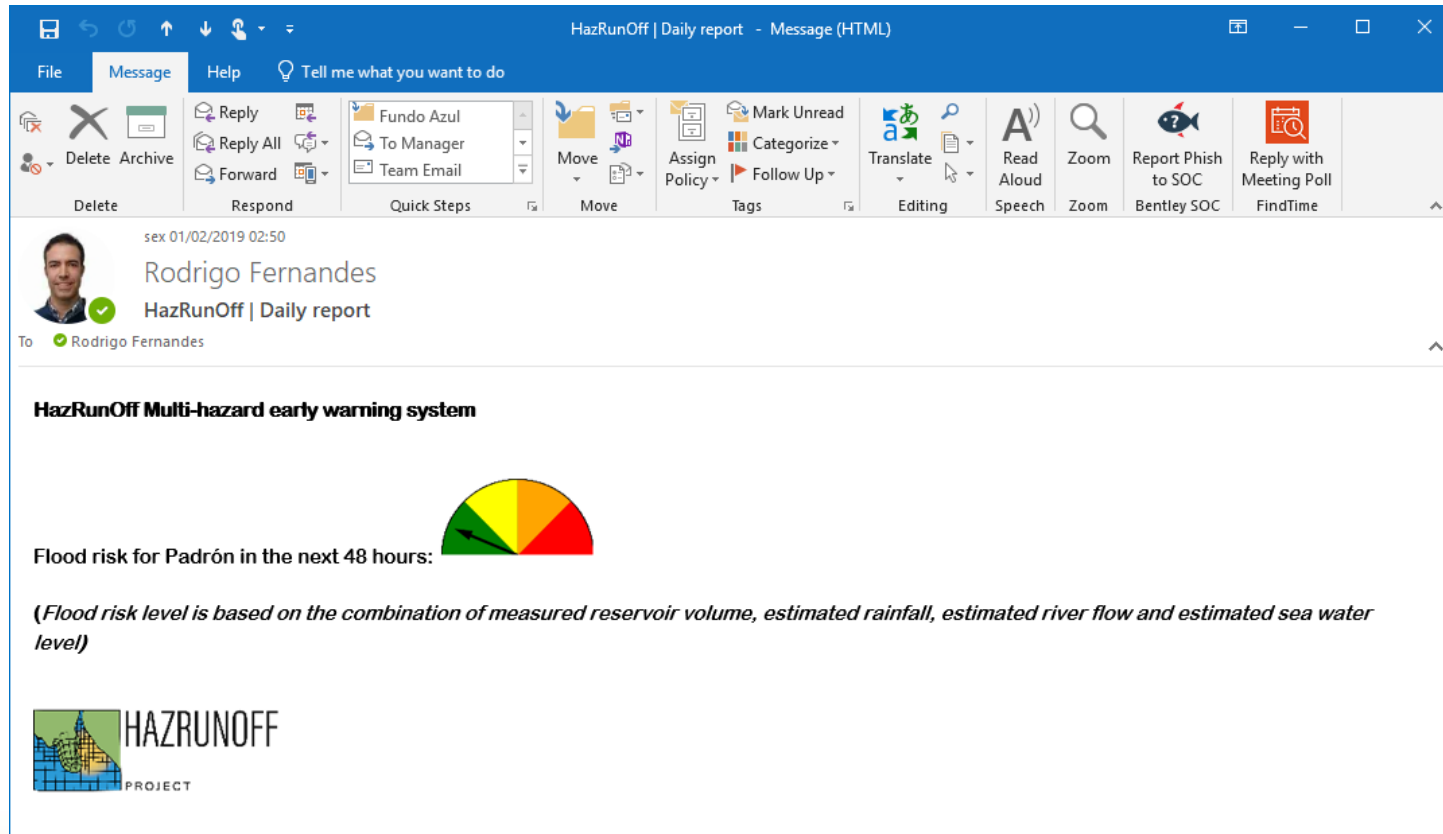 HazRunOff | Daily report - Message (HTML)
File Message Help Tell me what you want to do
Delete Archive
Reply
Reply All
Forward
Fundo Azul
To Manager
Team Email
Move
Assign Policy
Mark Unread
Categorize
Follow Up
Translate
Read Aloud
Zoom
Report Phish to SOC
Reply with Meeting Poll
Delete Respond Quick Steps Move Tags Editing Speech Zoom Bentley SOC FindTime
sex 01/02/2019 02:50
Rodrigo Fernandes
HazRunOff | Daily report
To Rodrigo Fernandes
HazRunOff Multi-hazard early warning system
Flood risk for Padrón in the next 48 hours:
(Flood risk level is based on the combination of measured reservoir volume, estimated rainfall, estimated river flow and estimated sea water
level)
HAZRUNOFF
PROJECT